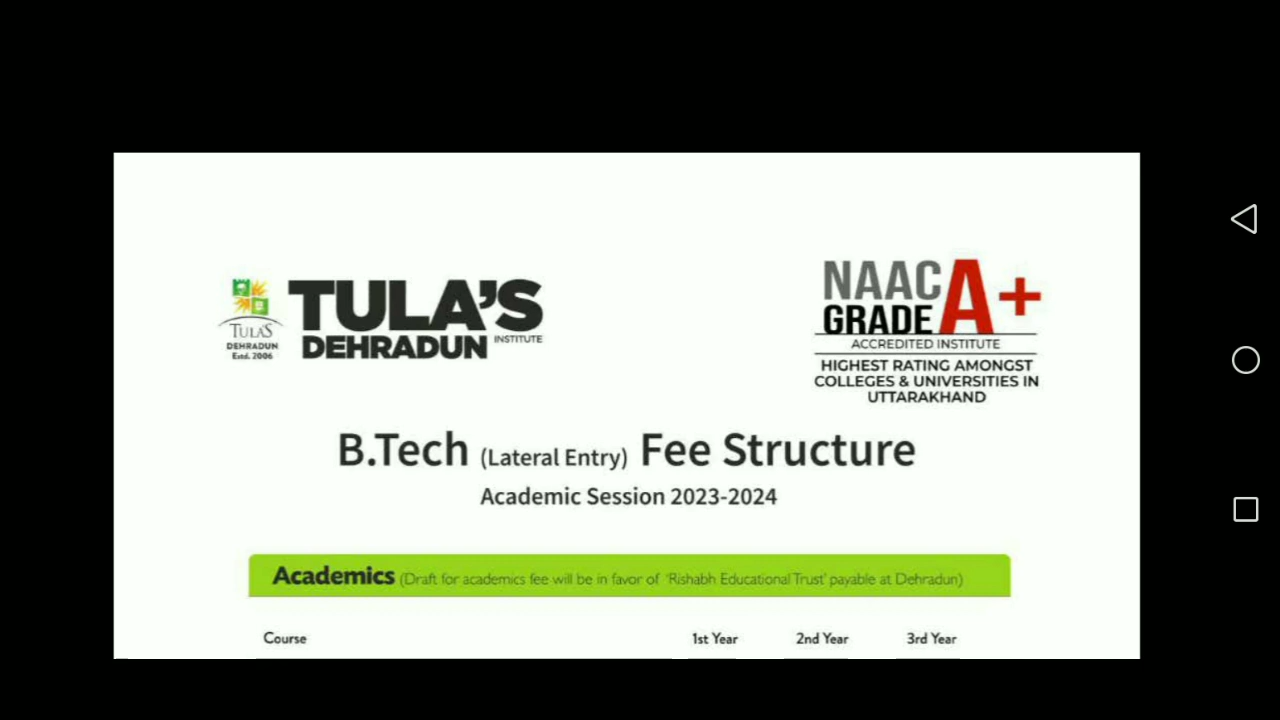 TULA'S
DEHRADUN
Estd. 2006
TULA'S
DEHRADUN INSTITUTE
NAAC A+
GRADE
ACCREDITED INSTITUTE
HIGHEST RATING AMONGST
COLLEGES & UNIVERSITIES IN
UTTARAKHAND
B.Tech (Lateral Entry) Fee Structure
Academic Session 2023-2024
Academics (Draft for academics fee will be in favor of 'Rishabh Educational Trust' payable at Dehradun)
Course 1st Year 2nd Year 3rd Year